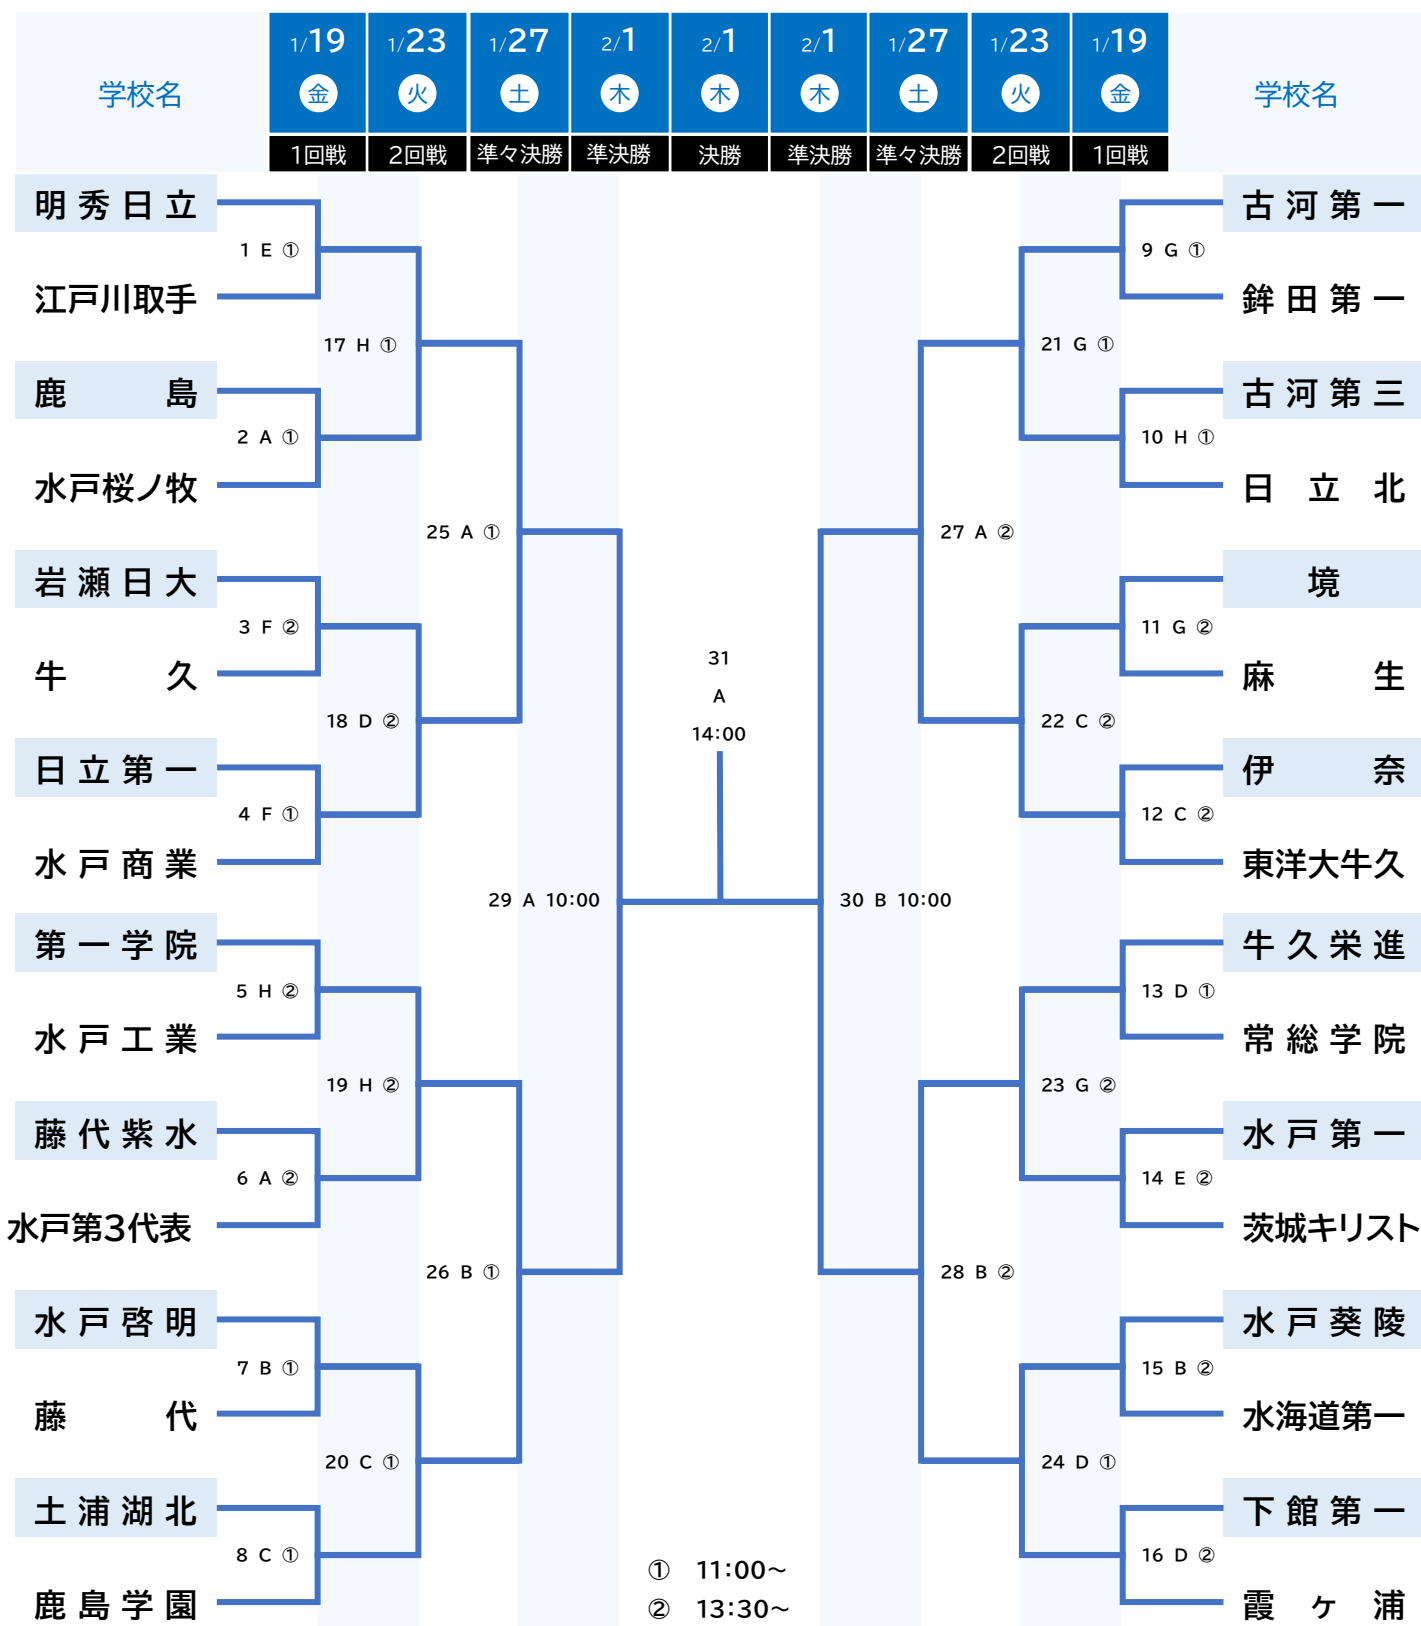 学校名 1/19 1/23 1/27 2/1 2/1 2/1 1/27 1/23 1/19 学校名
金 火 土 木 木 木 土 火 金
1回戦 2回戦 準々決勝 準決勝 決勝 準決勝 準々決勝 2回戦 1回戦
明秀日立 古河第一
1 E ① 9 G ①
江戸川取手 鉾田第一
17 H ① 21 G ①
鹿島 古河第三
2 A ① 10 H ①
水戸桜ノ牧 日立北
25 A ① 27 A ②
岩瀬日大 境
3 F ② 11 G ②
31
牛久 麻生
A
18 D ② 22 C ②
14:00
日立第一 伊奈
4 F ① 12 C ②
水戸商業 東洋大牛久
29 A 10:00 30 B 10:00
第一学院 牛久栄進
5 H ② 13 D ①
水戸工業 常総学院
19 H ② 23 G ②
藤代紫水 水戸第一
6 A ② 14 E ②
水戸第3代表 茨城キリスト
26 B ① 28 B ②
水戸啓明 水戸葵陵
7 B ① 15 B ②
藤代 水海道第一
20 C ① 24 D ①
土浦湖北 下館第一
8 C ① 16 D ②
① 11:00~
鹿島学園 霞ヶ浦
② 13:30~